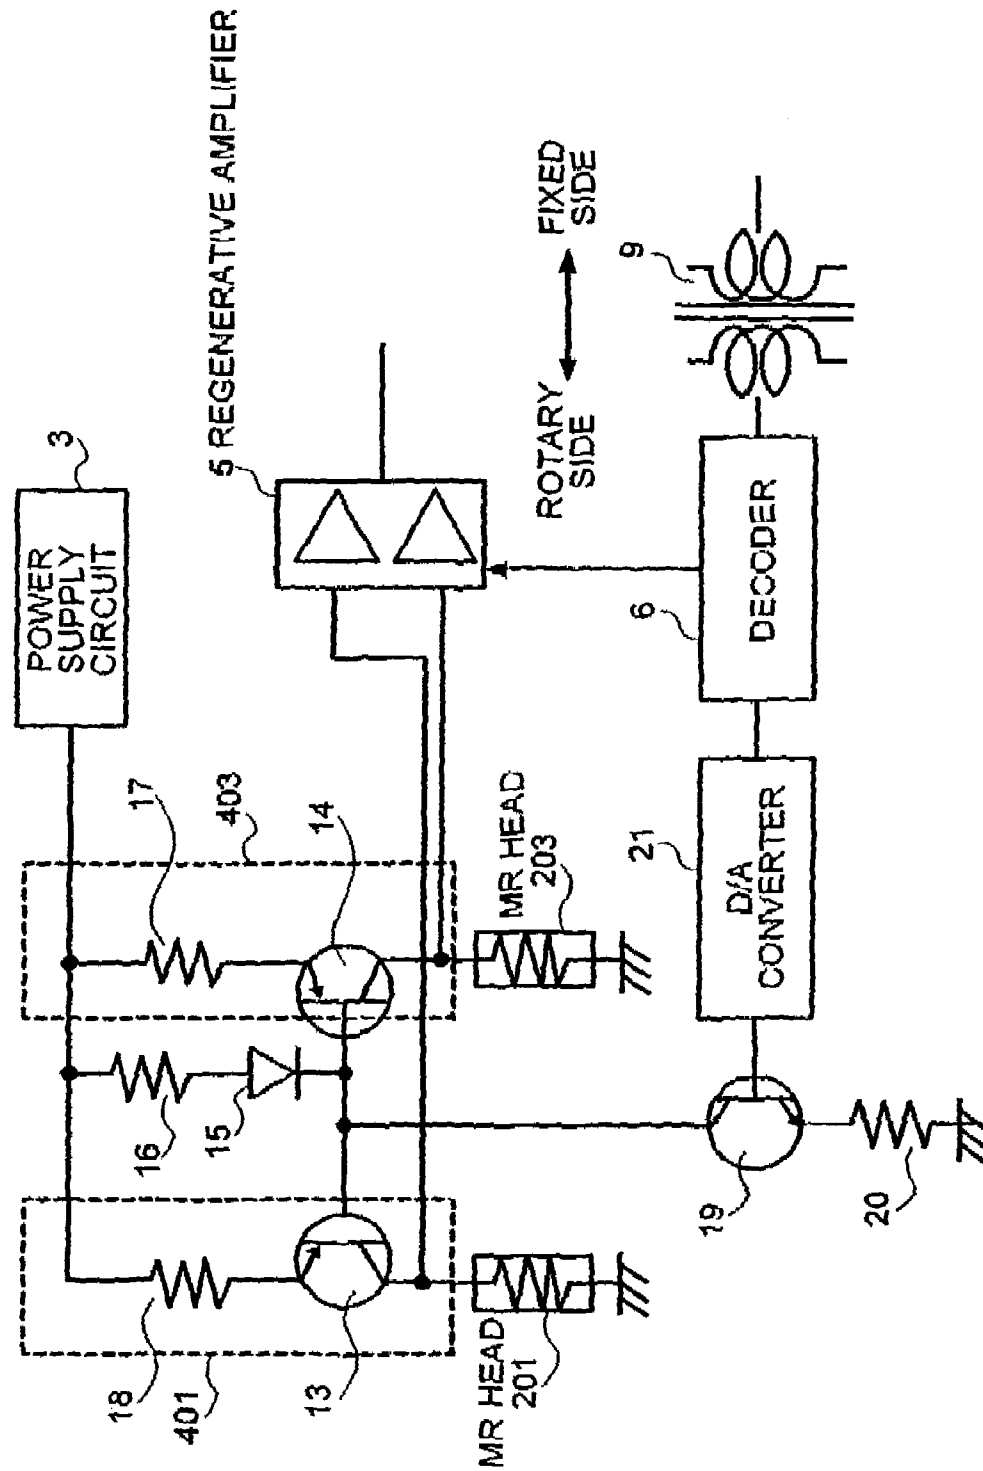 POWER
SUPPLY
CIRCUIT
3
5 REGENERATIVE AMPLIFIER
17
403
14
16
15
18
401
13
MR HEAD
203
MR HEAD
201
ROTARY
SIDE
FIXED
SIDE
9
6
DECODER
21
D/A
CONVERTER
19
20